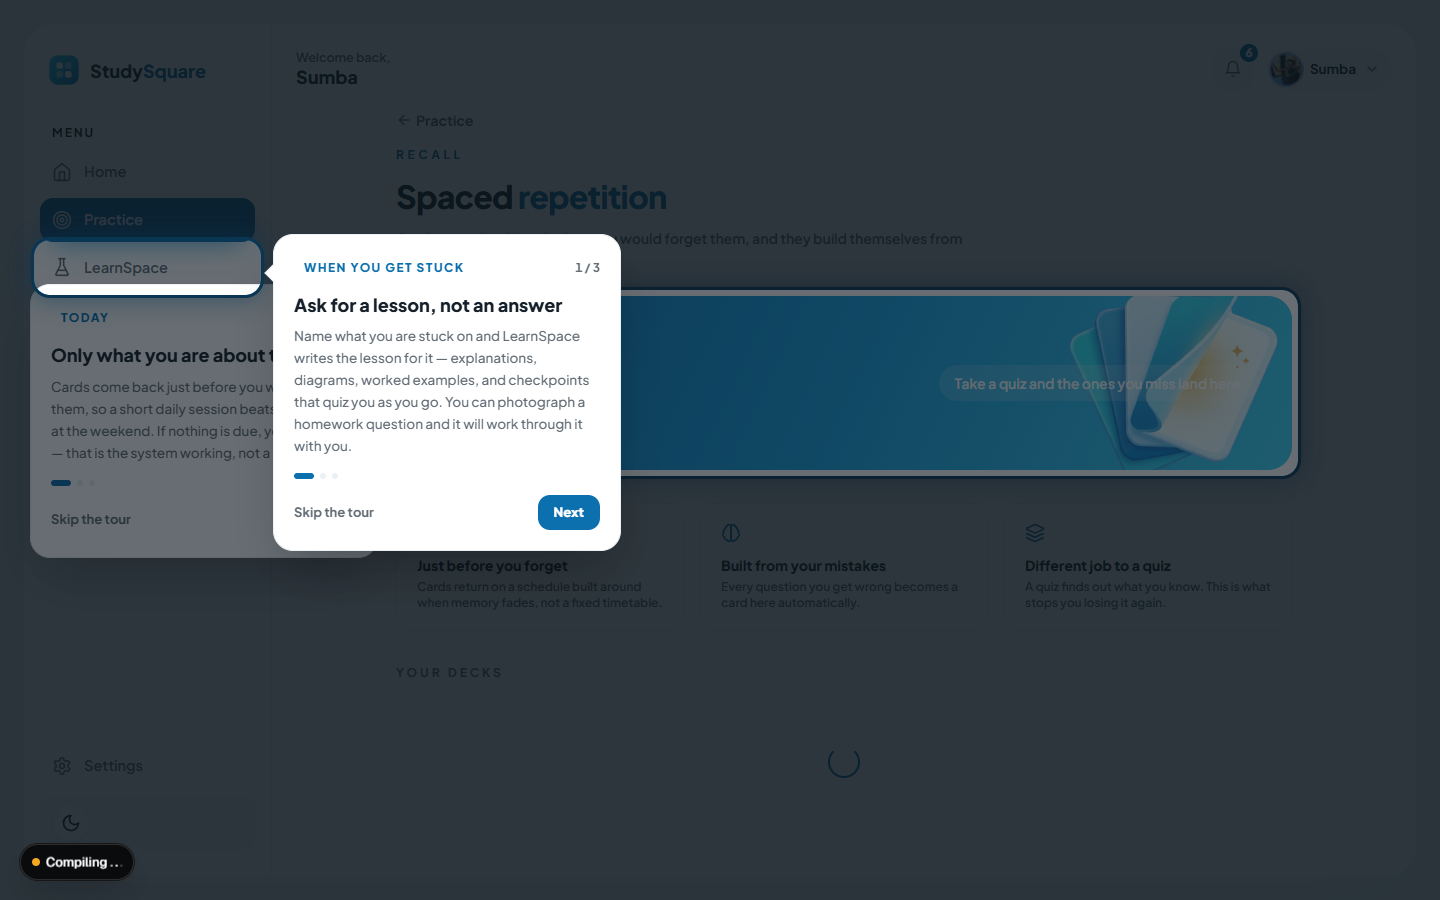 StudySquare
Welcome back,
Sumba
6
Sumba
MENU
Home
Practice
LearnSpace
Practice
RECALL
Spaced repetition
would forget them, and they build themselves from
WHEN YOU GET STUCK
1/3
Ask for a lesson, not an answer
Name what you are stuck on and LearnSpace
writes the lesson for it — explanations,
diagrams, worked examples, and checkpoints
that quiz you as you go. You can photograph a
homework question and it will work through it
with you.
Skip the tour
Next
TODAY
Only what you are about
Cards come back just before you
them, so a short daily session beats
at the weekend. If nothing is due,
— that is the system working, not a
Skip the tour
Take a quiz and the ones you miss land here
Just before you forget
Cards return on a schedule built around
when memory fades, not a fixed timetable.
Built from your mistakes
Every question you get wrong becomes a
card here automatically.
Different job to a quiz
A quiz finds out what you know. This is what
stops you losing it again.
YOUR DECKS
Settings
Compiling ...